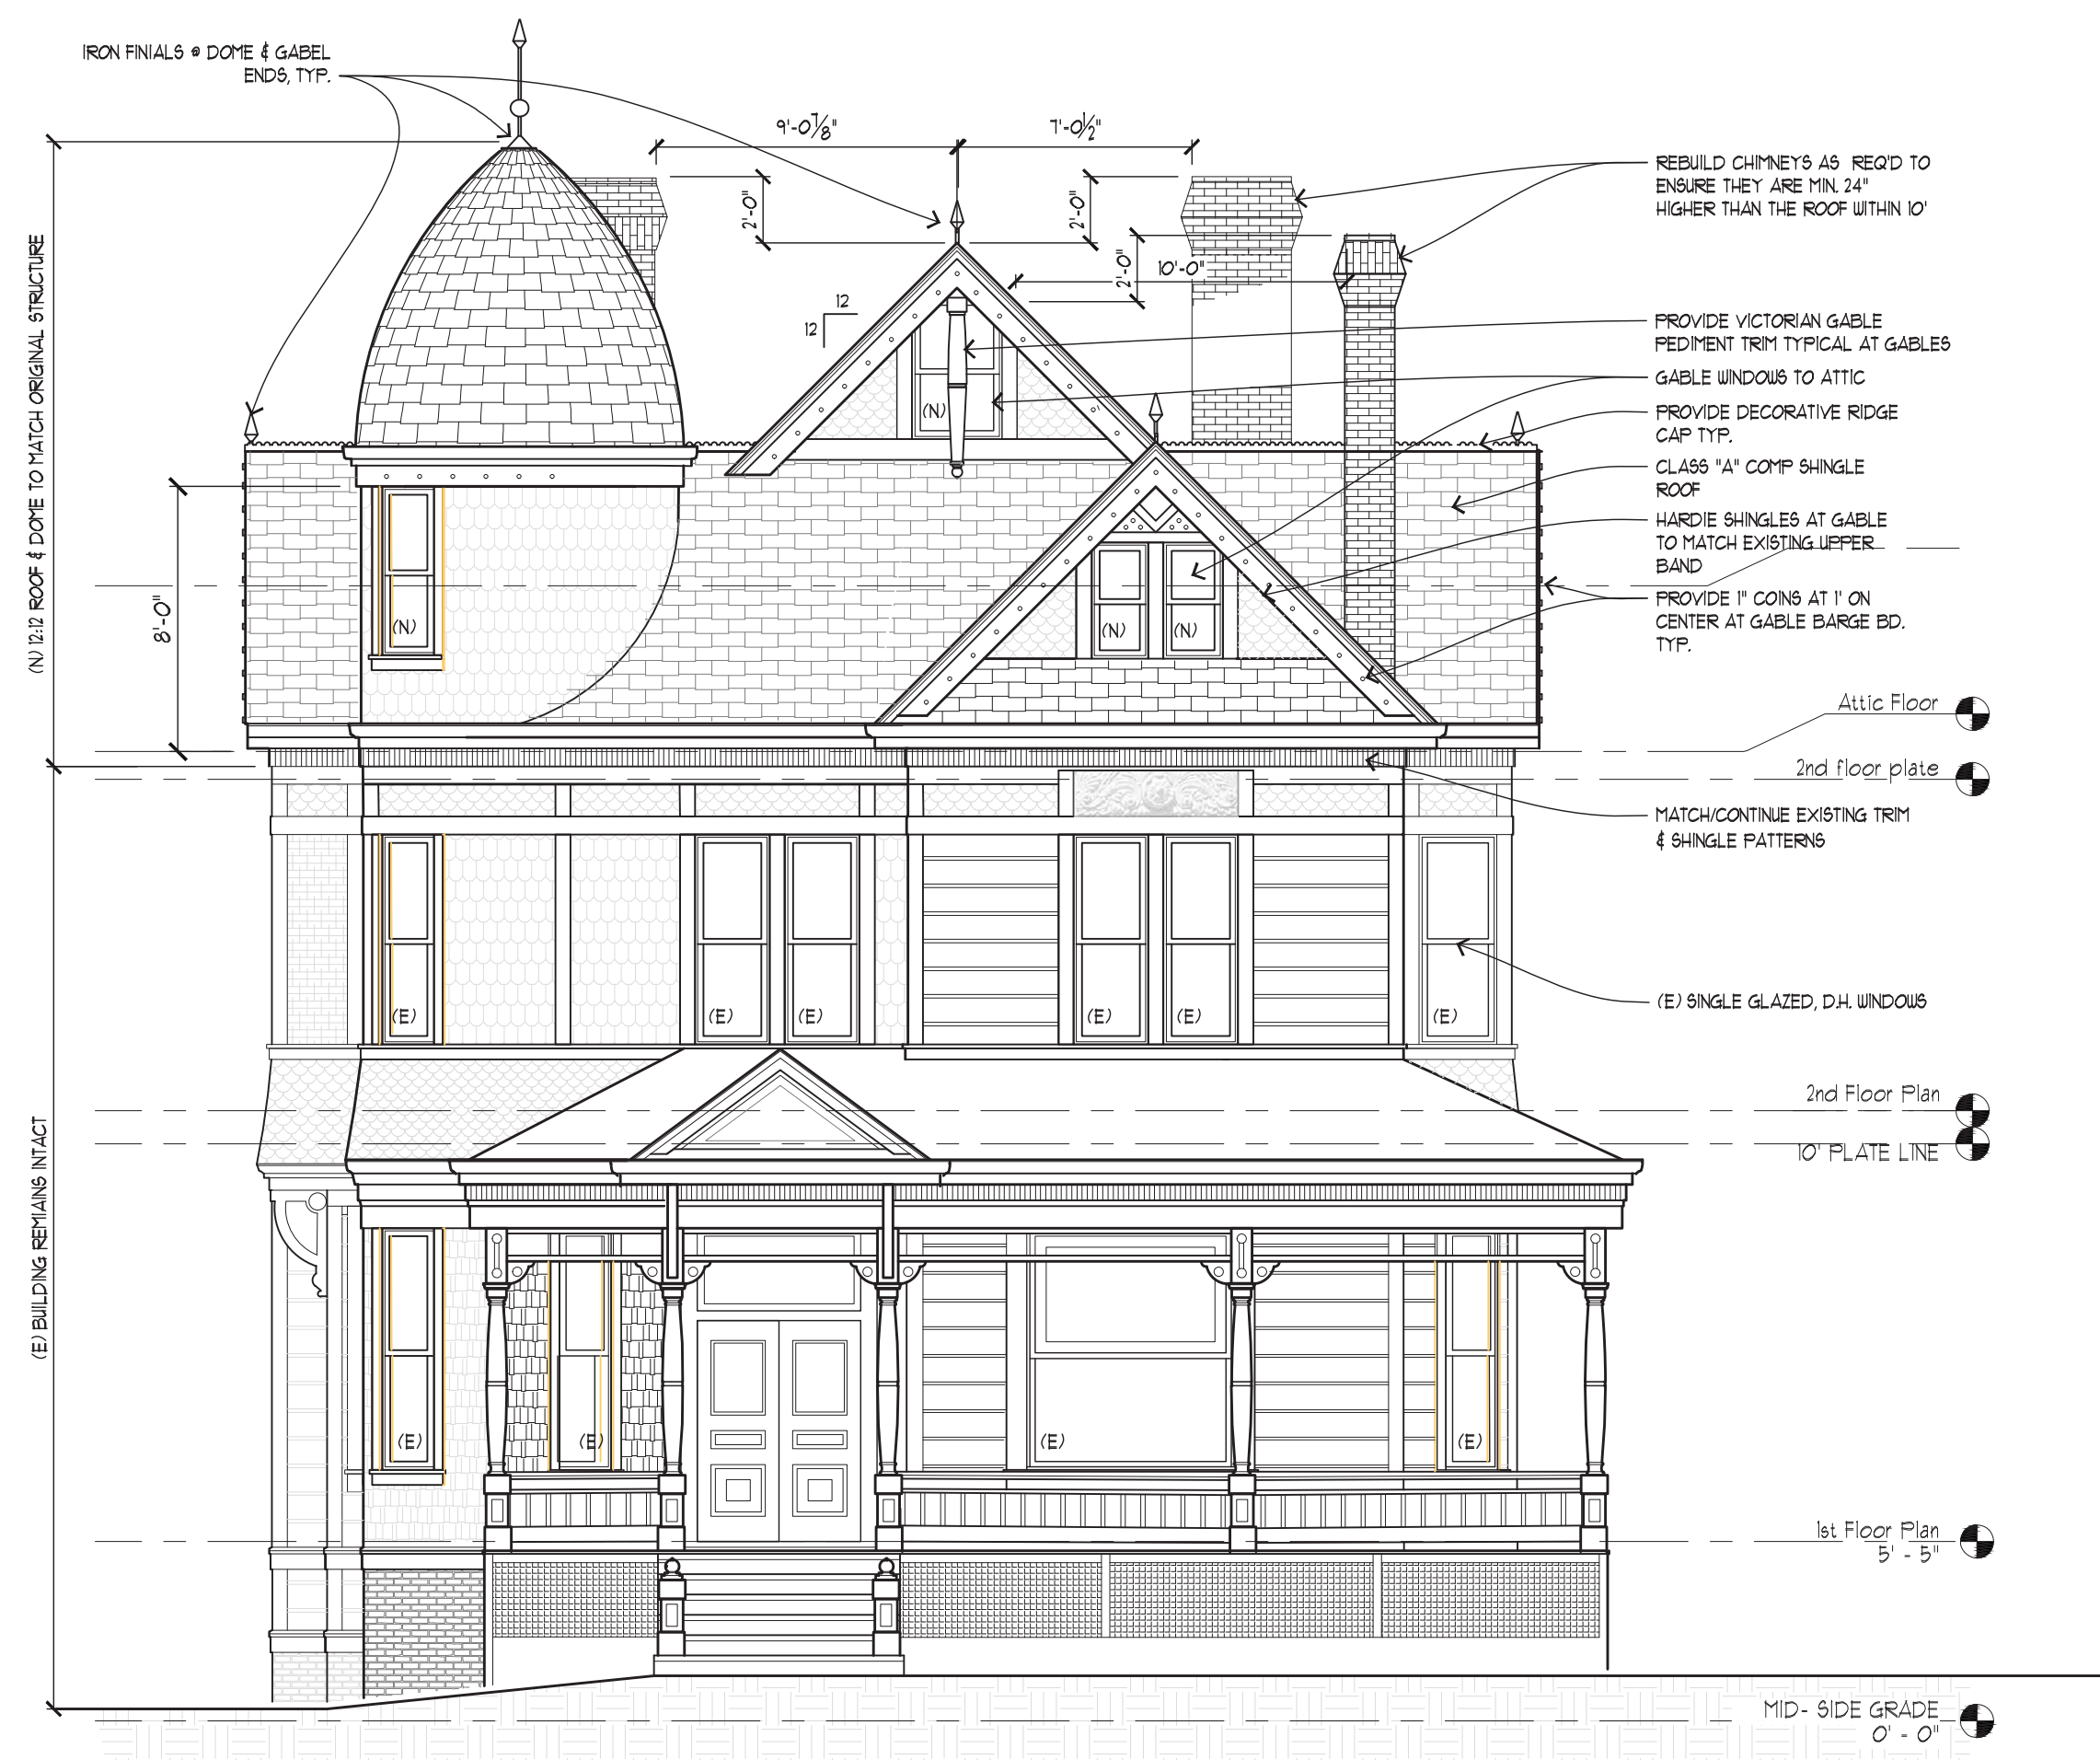 IRON FINIALS @ DOME & GABEL
ENDS, TYP.
9'-0 7/8"
7'-0 1/2"
2'-0"
2'-0"
2'-0"
10'-0"
12
12
REBUILD CHIMNEYS AS REQ'D TO
ENSURE THEY ARE MIN. 24"
HIGHER THAN THE ROOF WITHIN 10'
PROVIDE VICTORIAN GABLE
PEDIMENT TRIM TYPICAL AT GABLES
GABLE WINDOWS TO ATTIC
PROVIDE DECORATIVE RIDGE
CAP TYP.
CLASS "A" COMP SHINGLE
ROOF
HARDIE SHINGLES AT GABLE
TO MATCH EXISTING UPPER
BAND
PROVIDE 1" COINS AT 1' ON
CENTER AT GABLE BARGE BD.
TYP.
(N) 12:12 ROOF & DOME TO MATCH ORIGINAL STRUCTURE
8'-0"
(N)
(N)
(N)
(N)
Attic Floor
2nd floor plate
MATCH/CONTINUE EXISTING TRIM
& SHINGLE PATTERNS
(E) SINGLE GLAZED, D.H. WINDOWS
(E)
(E)
(E)
(E)
(E)
(E)
2nd Floor Plan
10' PLATE LINE
(E) BUILDING REMIANS INTACT
(E)
(E)
(E)
(E)
1st Floor Plan
5' - 5"
MID- SIDE GRADE
0' - 0"